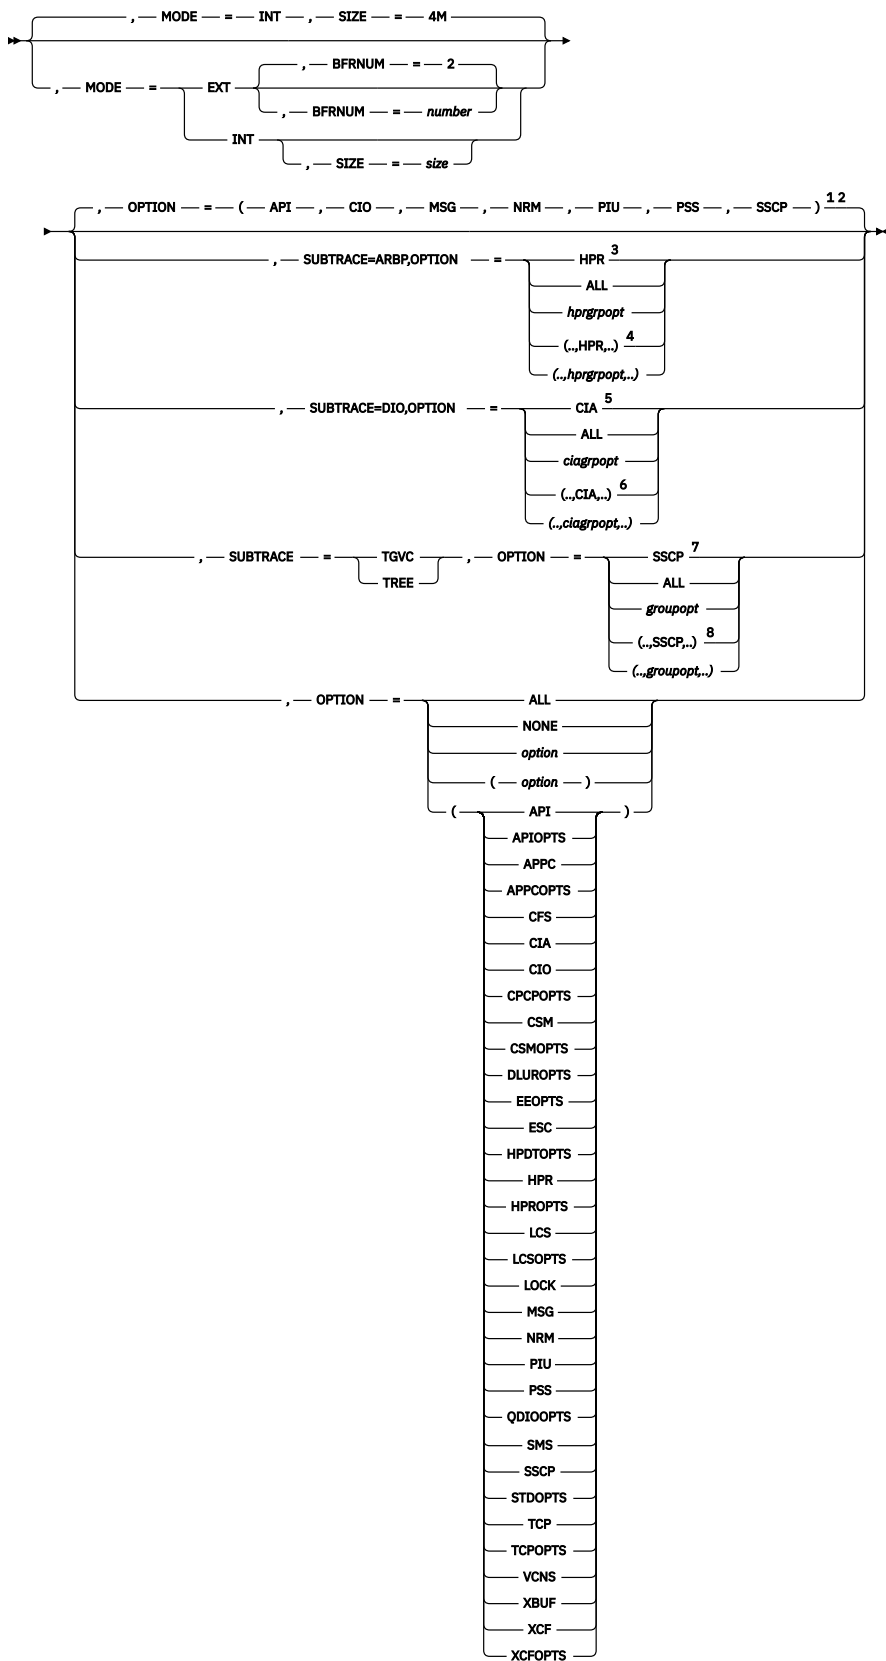 , MODE = INT , SIZE = 4M
, BFRNUM = 2
, MODE = EXT
, BFRNUM = number
INT
, SIZE = size
, OPTION = ( API , CIO , MSG , NRM , PIU , PSS , SSCP ) 1 2
, SUBTRACE=ARBP,OPTION = HPR 3
ALL
hprgrpopt
(..,HPR,..) 4
(..,hprgrpopt,..)
, SUBTRACE=DIO,OPTION = CIA 5
ALL
ciagrpopt
(..,CIA,..) 6
(..,ciagrpopt,..)
, SUBTRACE = TGVC , OPTION = SSCP 7
TREE
ALL
groupopt
(..,SSCP,..) 8
(..,groupopt,..)
, OPTION = ALL
NONE
option
( option )
( API )
APIOPTS
APPC
APPCOPTS
CFS
CIA
CIO
CPCPOPTS
CSM
CSMOPTS
DLUROPTS
EEOPTS
ESC
HPDTOPTS
HPR
HPROPTS
LCS
LCSOPTS
LOCK
MSG
NRM
PIU
PSS
QDIOOPTS
SMS
SSCP
STDOPTS
TCP
TCPOPTS
VCNS
XBUF
XCF
XCFOPTS